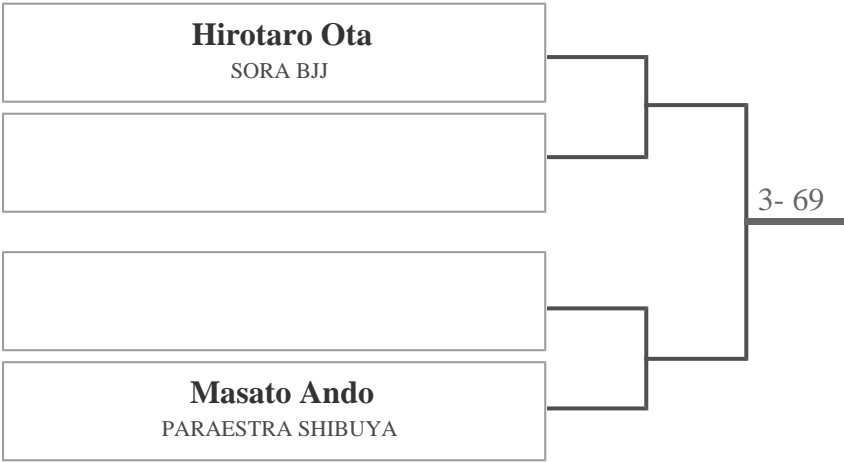 Hirotaro Ota
SORA BJJ
3- 69
Masato Ando
PARAESTRA SHIBUYA